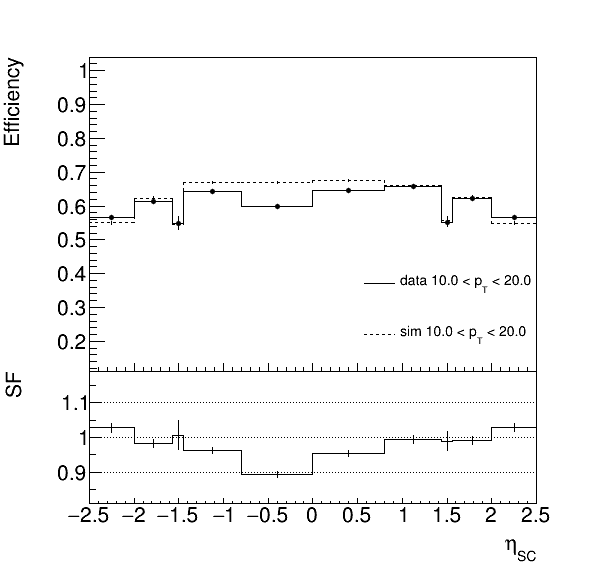 Efficiency
1
0.9
0.8
0.7
0.6
0.5
0.4
0.3
0.2
data 10.0 < p_T < 20.0
sim 10.0 < p_T < 20.0
SF
1.1
1
0.9
−2.5 −2 −1.5 −1 −0.5 0 0.5 1 1.5 2 2.5
η_SC